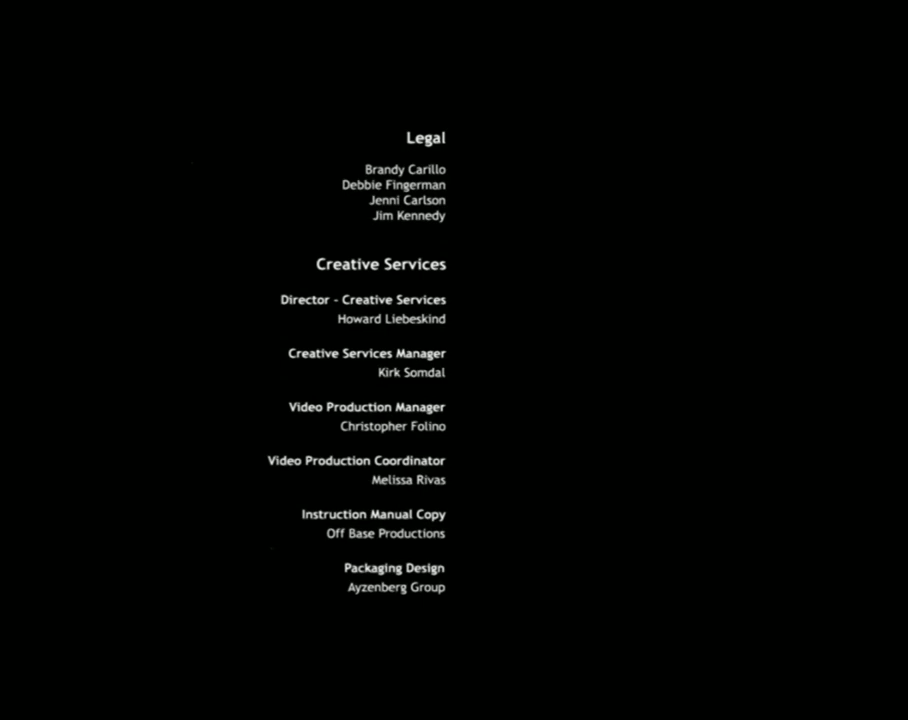 Legal
Brandy Carillo
Debbie Fingerman
Jenni Carlson
Jim Kennedy
Creative Services
Director - Creative Services
Howard Liebeskind
Creative Services Manager
Kirk Somdal
Video Production Manager
Christopher Folino
Video Production Coordinator
Melissa Rivas
Instruction Manual Copy
Off Base Productions
Packaging Design
Ayzenberg Group